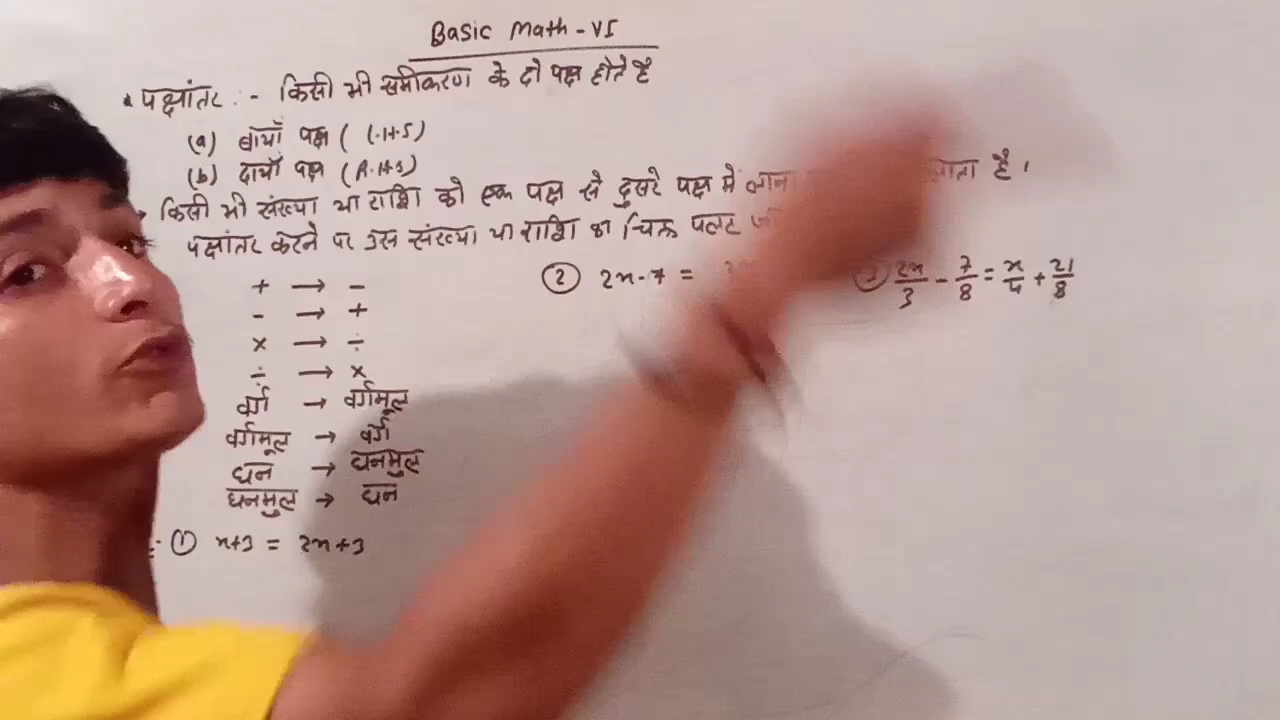 Basic Math - VI
* पक्षांतर :- किसी भी समीकरण के दो पक्ष होते है
(a) बायाँ पक्ष ( L.H.S)
(b) दायाँ पक्ष (R.H.S)
→ किसी भी संख्या या राशि को एक पक्ष से दुसरे पक्ष में लाना है।
पक्षांतर करने पर उस संख्या या राशि का चिह्न पलट
+ → -
- → +
× → ÷
÷ → ×
वर्ग → वर्गमूल
वर्गमूल → वर्ग
घन → घनमुल
घनमुल → घन
① x+3 = 2x+3
② 2x-7 =
③ 2x/3 - 7/8 = x/4 + 21/8